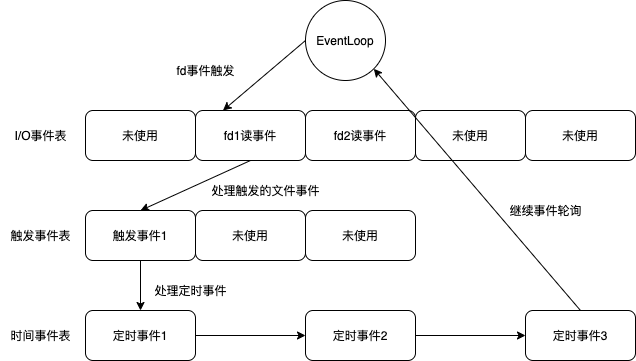 EventLoop
fd事件触发
I/O事件表
未使用
fd1读事件
fd2读事件
未使用
未使用
处理触发的文件事件
继续事件轮询
触发事件表
触发事件1
未使用
未使用
处理定时事件
时间事件表
定时事件1
定时事件2
定时事件3